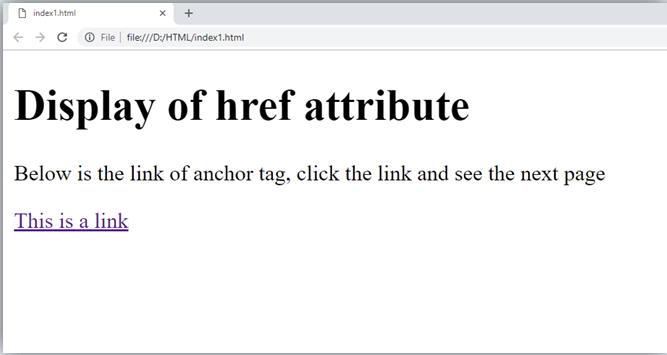 index1.html
File | file:///D:/HTML/index1.html
Display of href attribute
Below is the link of anchor tag, click the link and see the next page
This is a link